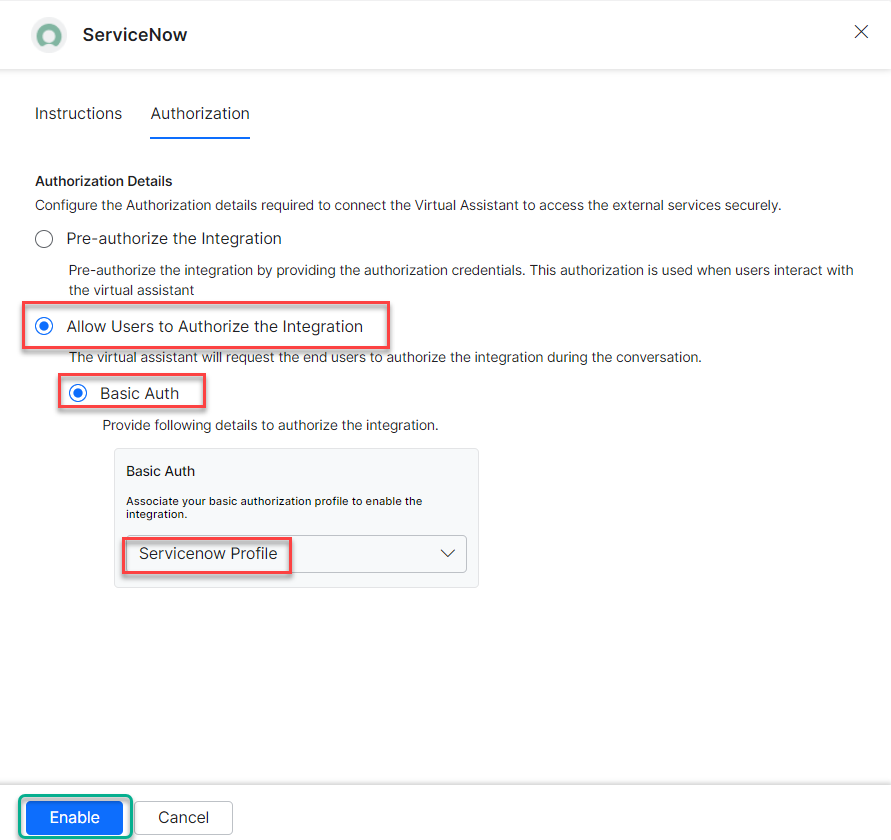 ServiceNow
Instructions
Authorization
Authorization Details
Configure the Authorization details required to connect the Virtual Assistant to access the external services securely.
Pre-authorize the Integration
Pre-authorize the integration by providing the authorization credentials. This authorization is used when users interact with
the virtual assistant
Allow Users to Authorize the Integration
The virtual assistant will request the end users to authorize the integration during the conversation.
Basic Auth
Provide following details to authorize the integration.
Basic Auth
Associate your basic authorization profile to enable the
integration.
Servicenow Profile
Enable
Cancel